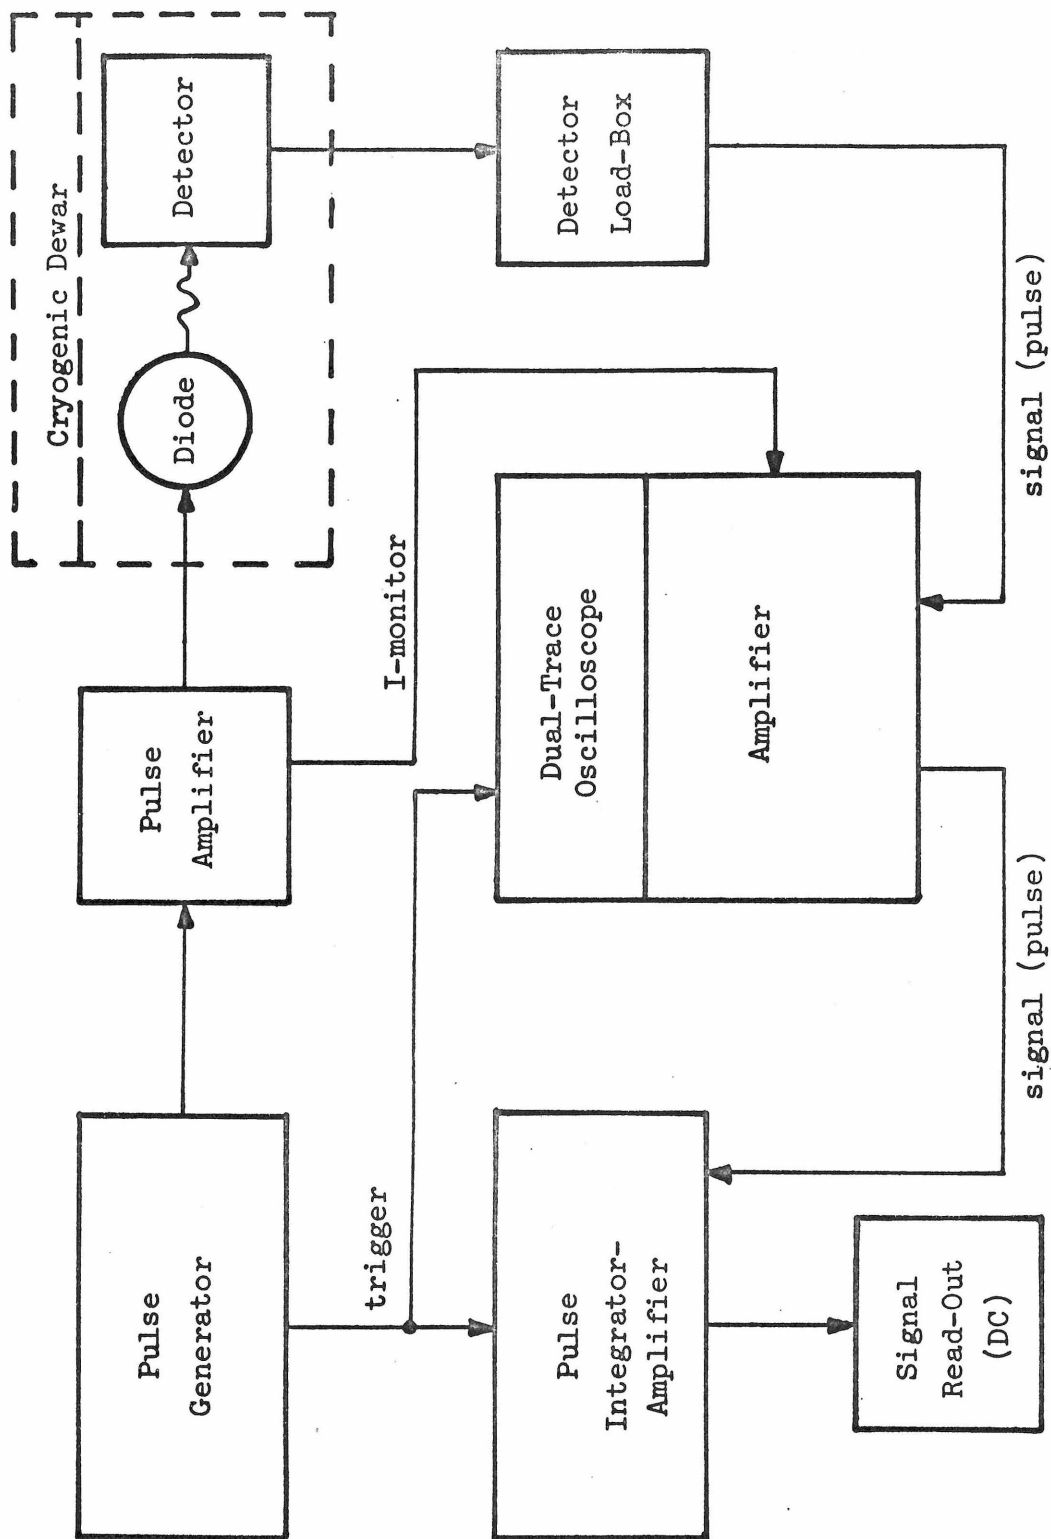 Pulse
Generator
Pulse
Amplifier
Cryogenic Dewar
Diode
Detector
trigger
I-monitor
Pulse
Integrator-
Amplifier
Dual-Trace
Oscilloscope
Amplifier
Detector
Load-Box
Signal
Read-Out
(DC)
signal (pulse)
signal (pulse)